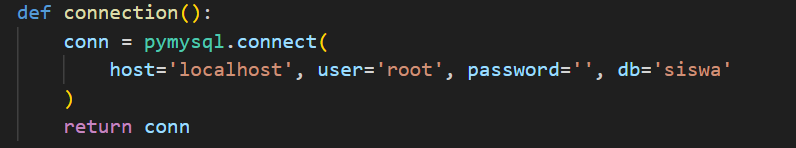 def connection():
    conn = pymysql.connect(
        host='localhost', user='root', password='', db='siswa'
    )
    return conn